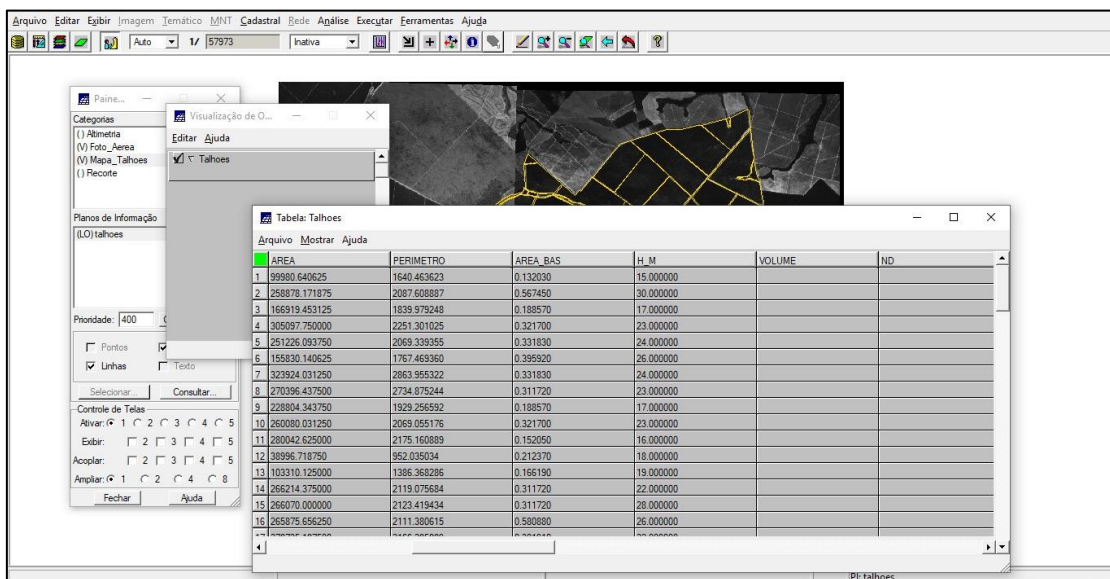 Arquivo Editar Exibir Imagem Temático MNT Cadastral Rede Análise Executar Ferramentas Ajuda
Auto 1/ 57973 Inativa
Paine...
Categorias
( ) Altimetria
(V) Foto_Aerea
(V) Mapa_Talhoes
( ) Recorte
Planos de Informação
(LO) talhoes
Prioridade: 400
Pontos
Linhas Texto
Selecionar... Consultar...
Controle de Telas
Ativar: 1 2 3 4 5
Exibir: 2 3 4 5
Acoplar: 2 3 4 5
Ampliar: 1 2 4 8
Fechar Ajuda
Visualização de O...
Editar Ajuda
Talhoes
Tabela: Talhoes
Arquivo Mostrar Ajuda
AREA PERIMETRO AREA_BAS H_M VOLUME ND
1 99980.640625 1640.463623 0.132030 15.000000
2 258878.171875 2087.608887 0.567450 30.000000
3 166919.453125 1839.979248 0.188570 17.000000
4 305097.750000 2251.301025 0.321700 23.000000
5 251226.093750 2069.339355 0.331830 24.000000
6 155830.140625 1767.469360 0.395920 26.000000
7 323924.031250 2863.955322 0.331830 24.000000
8 270396.437500 2734.875244 0.311720 23.000000
9 228804.343750 1929.256592 0.188570 17.000000
10 260080.031250 2069.055176 0.321700 23.000000
11 280042.625000 2175.160889 0.152050 16.000000
12 38996.718750 952.035034 0.212370 18.000000
13 103310.125000 1386.368286 0.166190 19.000000
14 266214.375000 2119.075684 0.311720 22.000000
15 266070.000000 2123.419434 0.311720 28.000000
16 265875.656250 2111.380615 0.580880 26.000000
PI: talhoes